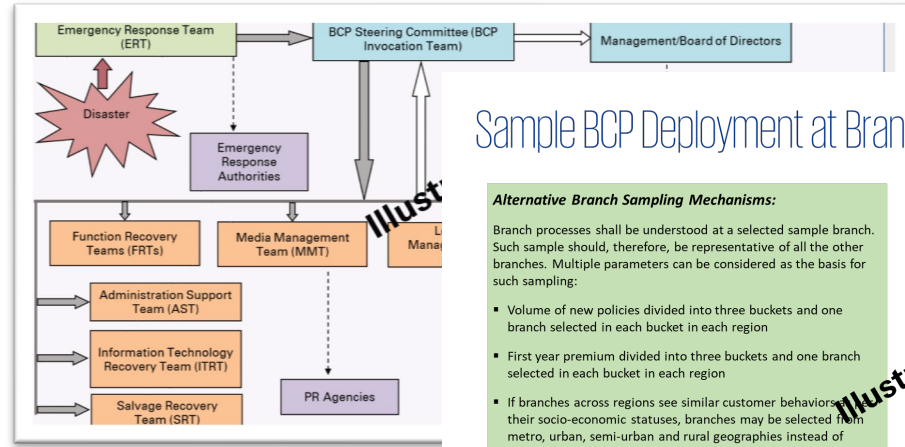 Emergency Response Team
(ERT)
BCP Steering Committee (BCP
Invocation Team)
Management/Board of Directors
Disaster
Emergency
Response
Authorities
Function Recovery
Teams (FRTs)
Media Management
Team (MMT)
Administration Support
Team (AST)
Information Technology
Recovery Team (ITRT)
Salvage Recovery
Team (SRT)
PR Agencies
Sample BCP Deployment at
Alternative Branch Sampling Mechanisms:
Branch processes shall be understood at a selected sample branch.
Such sample should, therefore, be representative of all the other
branches. Multiple parameters can be considered as the basis for
such sampling:
▪ Volume of new policies divided into three buckets and one
branch selected in each bucket in each region
▪ First year premium divided into three buckets and one branch
selected in each bucket in each region
▪ If branches across regions see similar customer behaviors
their socio-economic statuses, branches may be selected from
metro, urban, semi-urban and rural geographies instead of